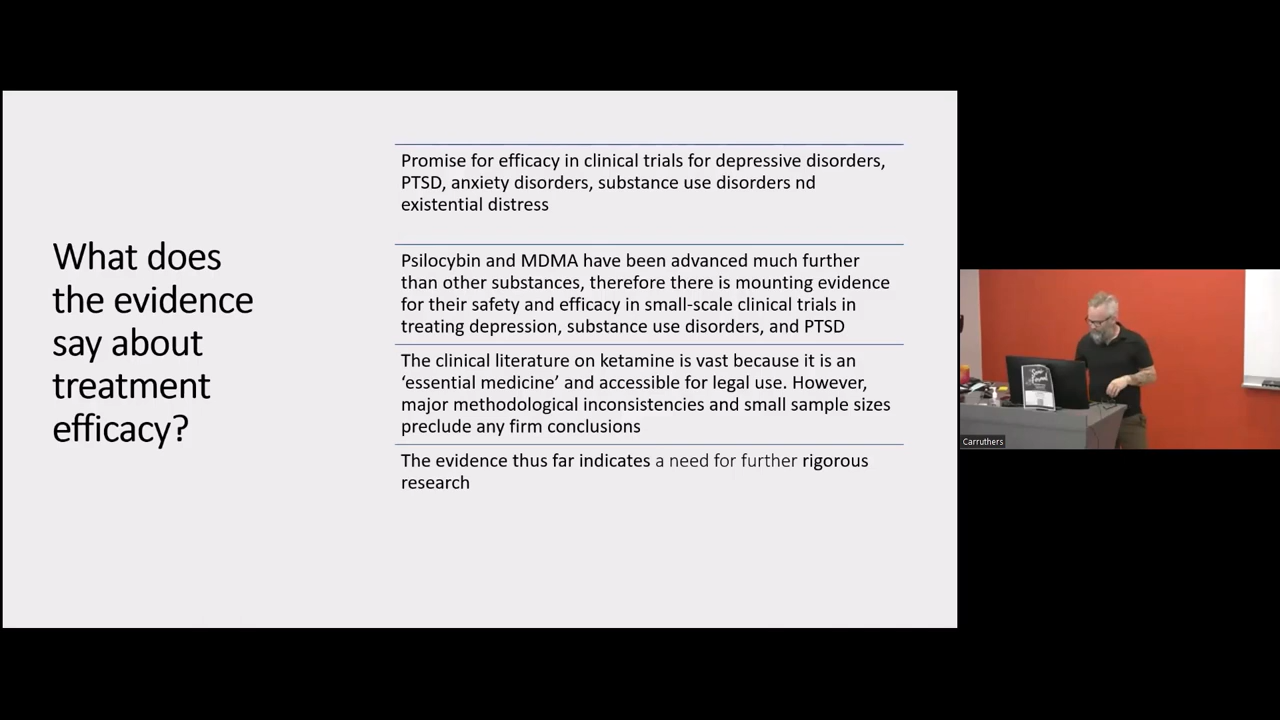 What does
the evidence
say about
treatment
efficacy?
Promise for efficacy in clinical trials for depressive disorders,
PTSD, anxiety disorders, substance use disorders nd
existential distress
Psilocybin and MDMA have been advanced much further
than other substances, therefore there is mounting evidence
for their safety and efficacy in small-scale clinical trials in
treating depression, substance use disorders, and PTSD
The clinical literature on ketamine is vast because it is an
‘essential medicine’ and accessible for legal use. However,
major methodological inconsistencies and small sample sizes
preclude any firm conclusions
The evidence thus far indicates a need for further rigorous
research
Carruthers